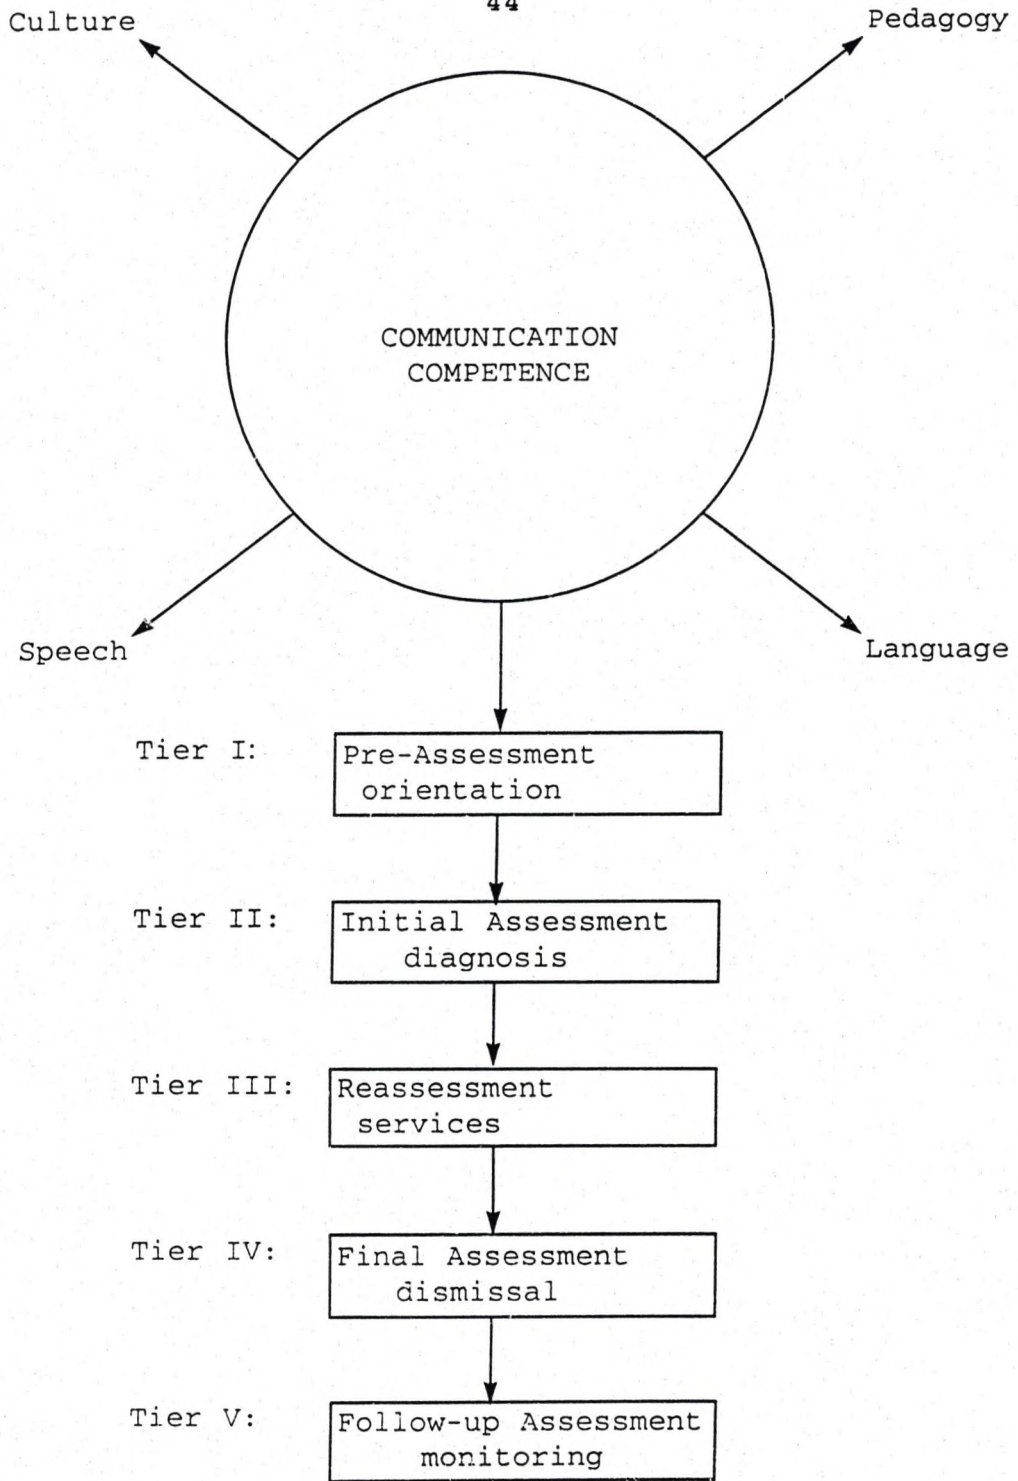 44
Culture
Pedagogy
COMMUNICATION
COMPETENCE
Speech
Language
Tier I:
Pre-Assessment
orientation
Tier II:
Initial Assessment
diagnosis
Tier III:
Reassessment
services
Tier IV:
Final Assessment
dismissal
Tier V:
Follow-up Assessment
monitoring